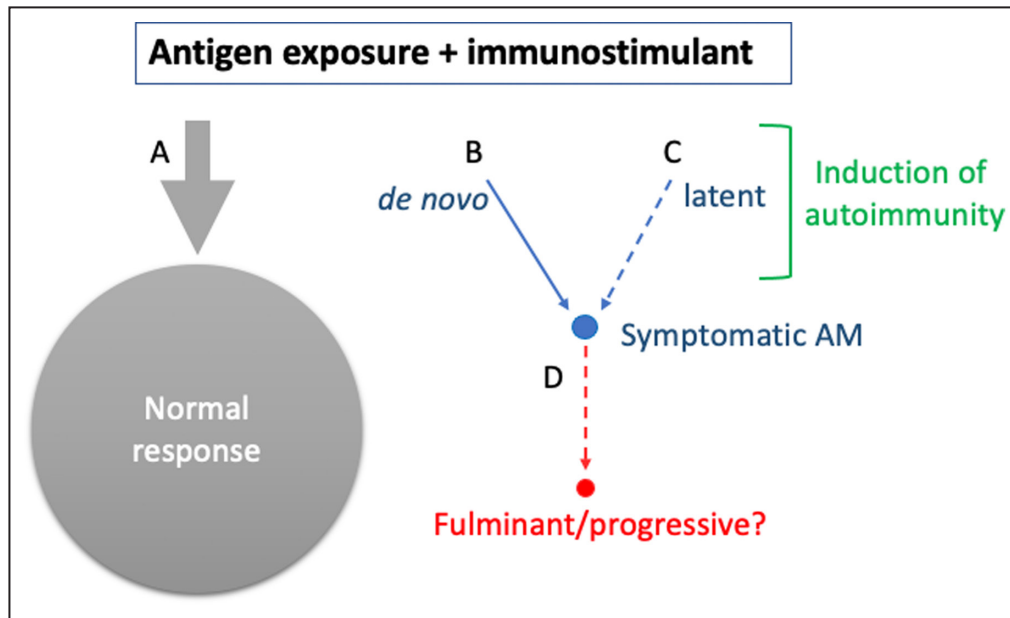 Antigen exposure + immunostimulant
A
B
C
de novo
latent
Induction of
autoimmunity
Symptomatic AM
D
Normal
response
Fulminant/progressive?